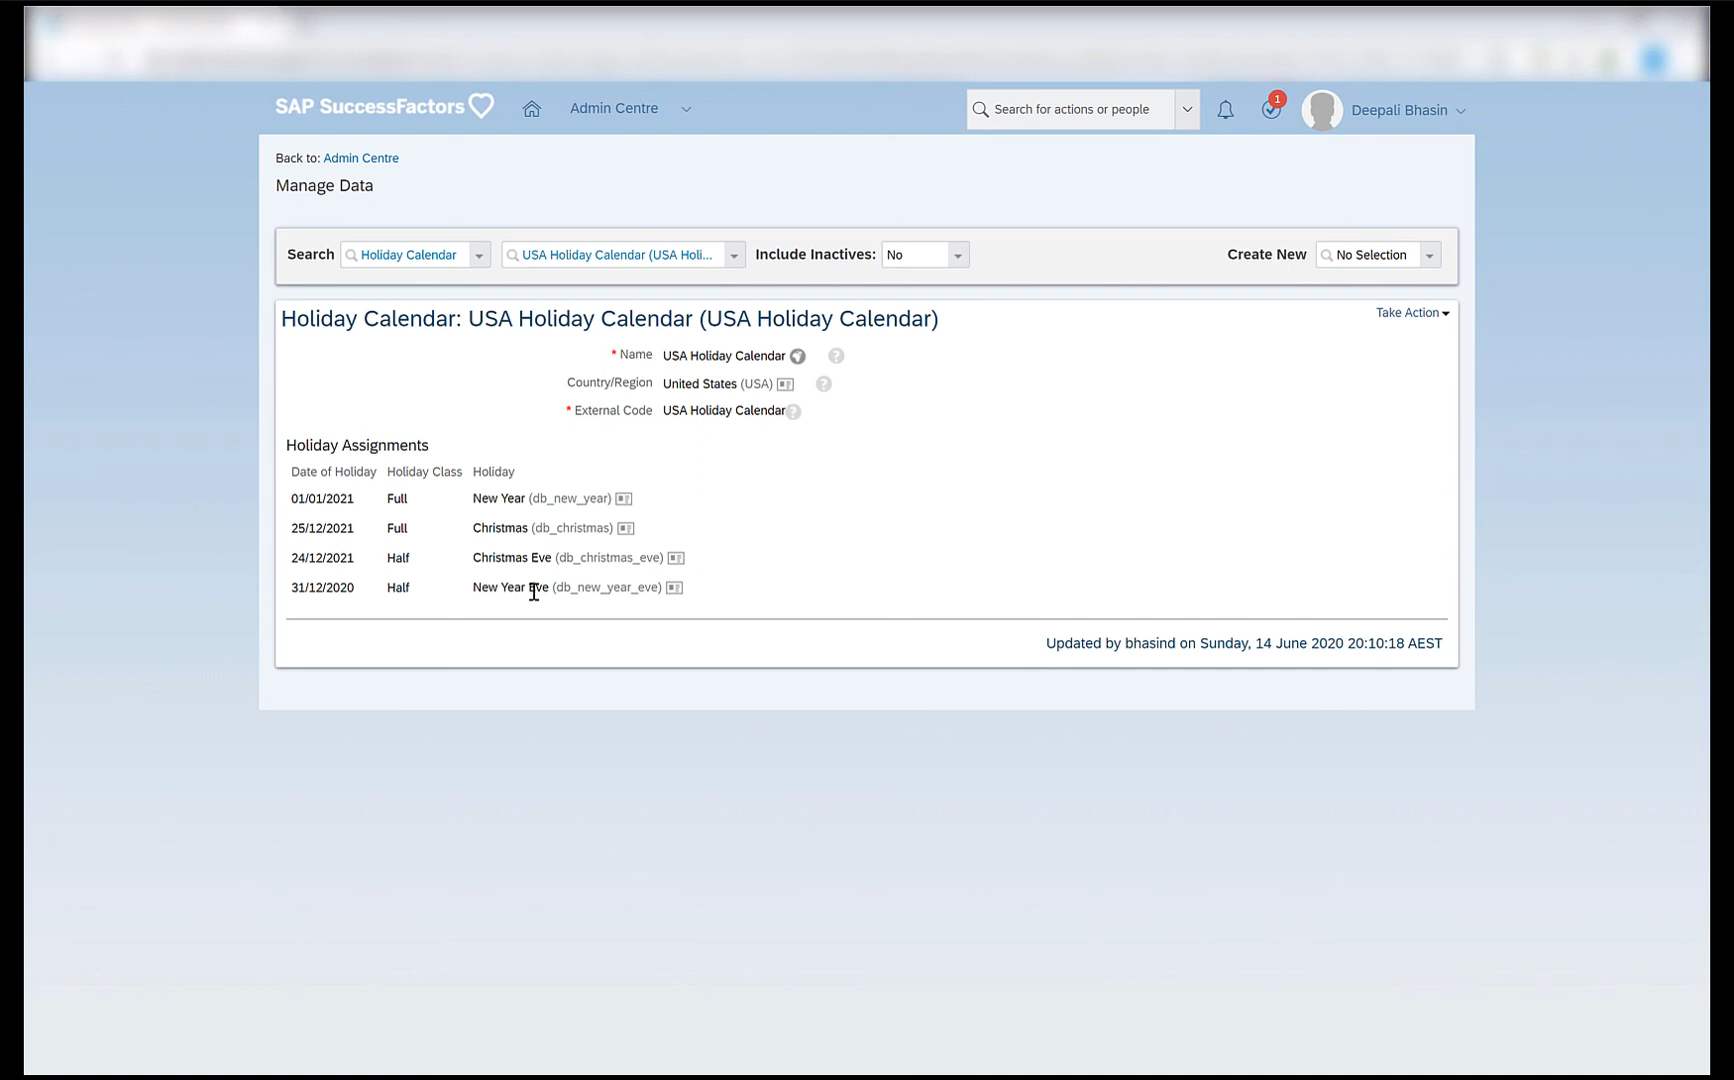 SAP SuccessFactors Admin Centre Search for actions or people 1 Deepali Bhasin
Back to: Admin Centre
Manage Data
Search Holiday Calendar USA Holiday Calendar (USA Holi... Include Inactives: No Create New No Selection
Holiday Calendar: USA Holiday Calendar (USA Holiday Calendar) Take Action
* Name USA Holiday Calendar ?
Country/Region United States (USA) ?
* External Code USA Holiday Calendar ?
Holiday Assignments
Date of Holiday Holiday Class Holiday
01/01/2021 Full New Year (db_new_year)
25/12/2021 Full Christmas (db_christmas)
24/12/2021 Half Christmas Eve (db_christmas_eve)
31/12/2020 Half New Year Eve (db_new_year_eve)
Updated by bhasind on Sunday, 14 June 2020 20:10:18 AEST